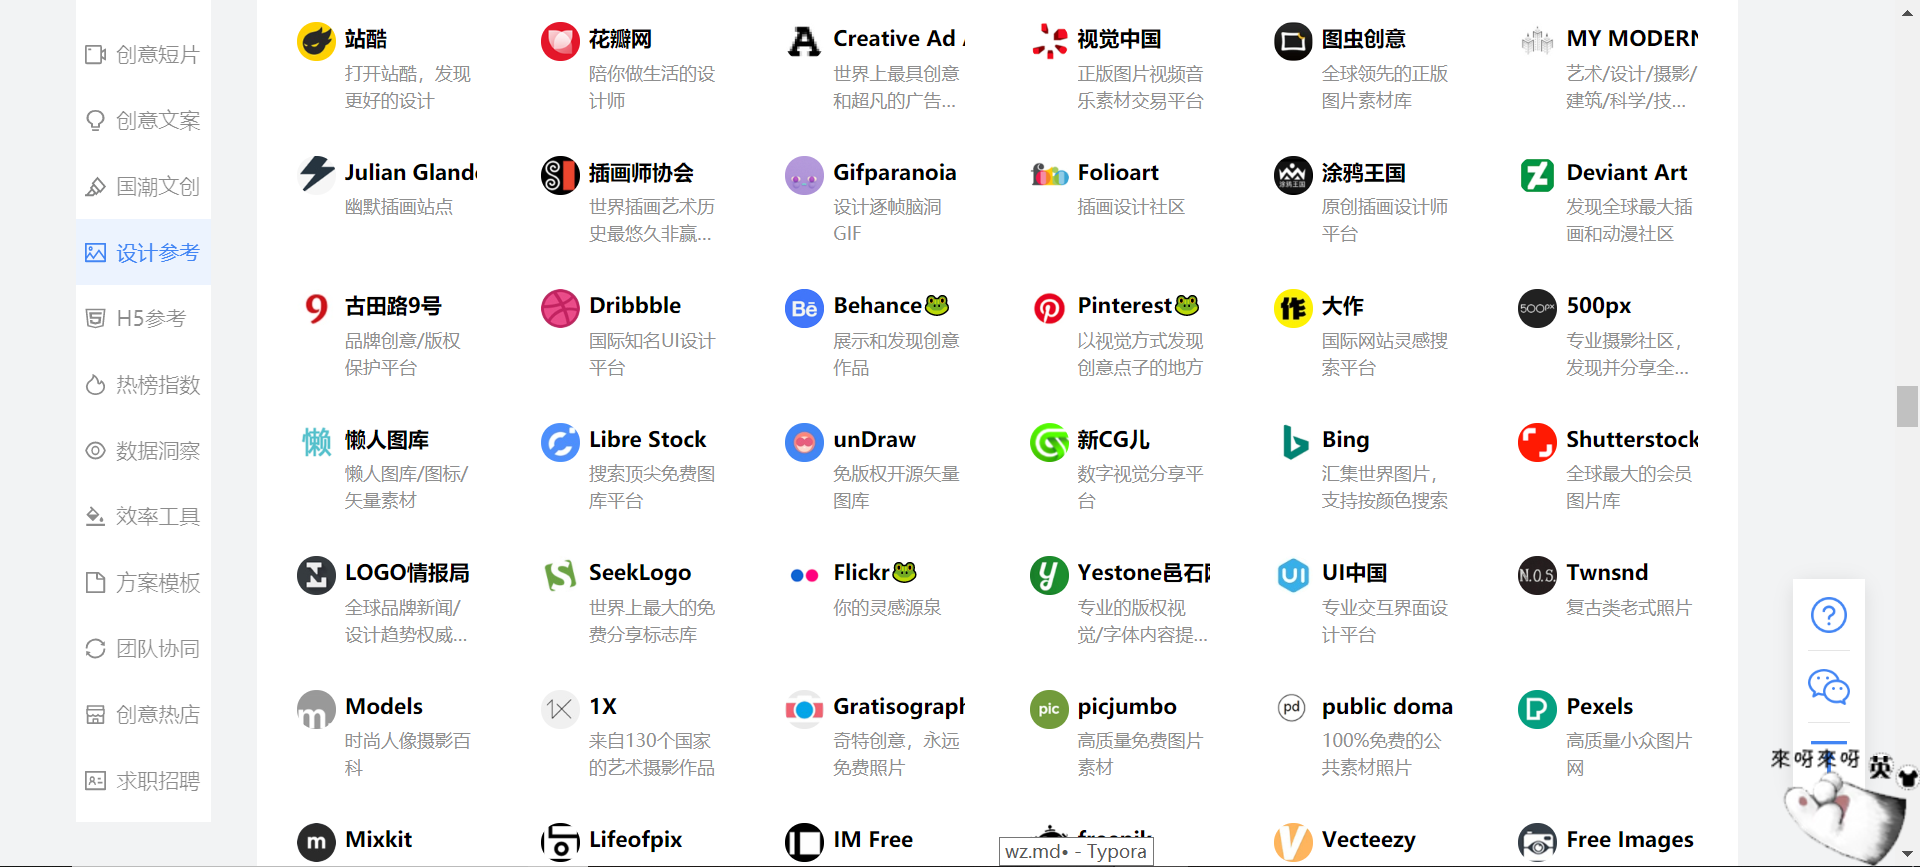 创意短片
创意文案
国潮文创
设计参考
H5参考
热榜指数
数据洞察
效率工具
方案模板
团队协同
创意热店
求职招聘
站酷
打开站酷，发现
更好的设计
花瓣网
陪你做生活的设
计师
Creative Ad
世界上最具创意
和超凡的广告...
视觉中国
正版图片视频音
乐素材交易平台
图虫创意
全球领先的正版
图片素材库
MY MODERN
艺术/设计/摄影/
建筑/科学/技...
Julian Gland
幽默插画站点
插画师协会
世界插画艺术历
史最悠久非赢...
Gifparanoia
设计逐帧脑洞
GIF
Folioart
插画设计社区
涂鸦王国
涂鸦王国
原创插画设计师
平台
Deviant Art
发现全球最大插
画和动漫社区
9
古田路9号
品牌创意/版权
保护平台
Dribbble
国际知名UI设计
平台
Bē
Behance🐸
展示和发现创意
作品
Pinterest🐸
以视觉方式发现
创意点子的地方
作
大作
国际网站灵感搜
索平台
500px
500px
专业摄影社区，
发现并分享全...
懒
懒人图库
懒人图库/图标/
矢量素材
Libre Stock
搜索顶尖免费图
库平台
unDraw
免版权开源矢量
图库
新CG儿
数字视觉分享平
台
Bing
汇集世界图片，
支持按颜色搜索
Shutterstock
全球最大的会员
图片库
LOGO情报局
全球品牌新闻/
设计趋势权威...
SeekLogo
世界上最大的免
费分享标志库
Flickr🐸
你的灵感源泉
y
Yestone邑石网
专业的版权视
觉/字体内容提...
UI
UI中国
专业交互界面设
计平台
N.O.S.
Twnsnd
复古类老式照片
m
Models
时尚人像摄影百
科
1X
1X
来自130个国家
的艺术摄影作品
Gratisograph
奇特创意，永远
免费照片
pic
picjumbo
高质量免费图片
素材
pd
public doma
100%免费的公
共素材照片
Pexels
高质量小众图片
网
m
Mixkit
Lifeofpix
IM Free
freepik
Vecteezy
Free Images
wz.md• - Typora
來呀來呀
英